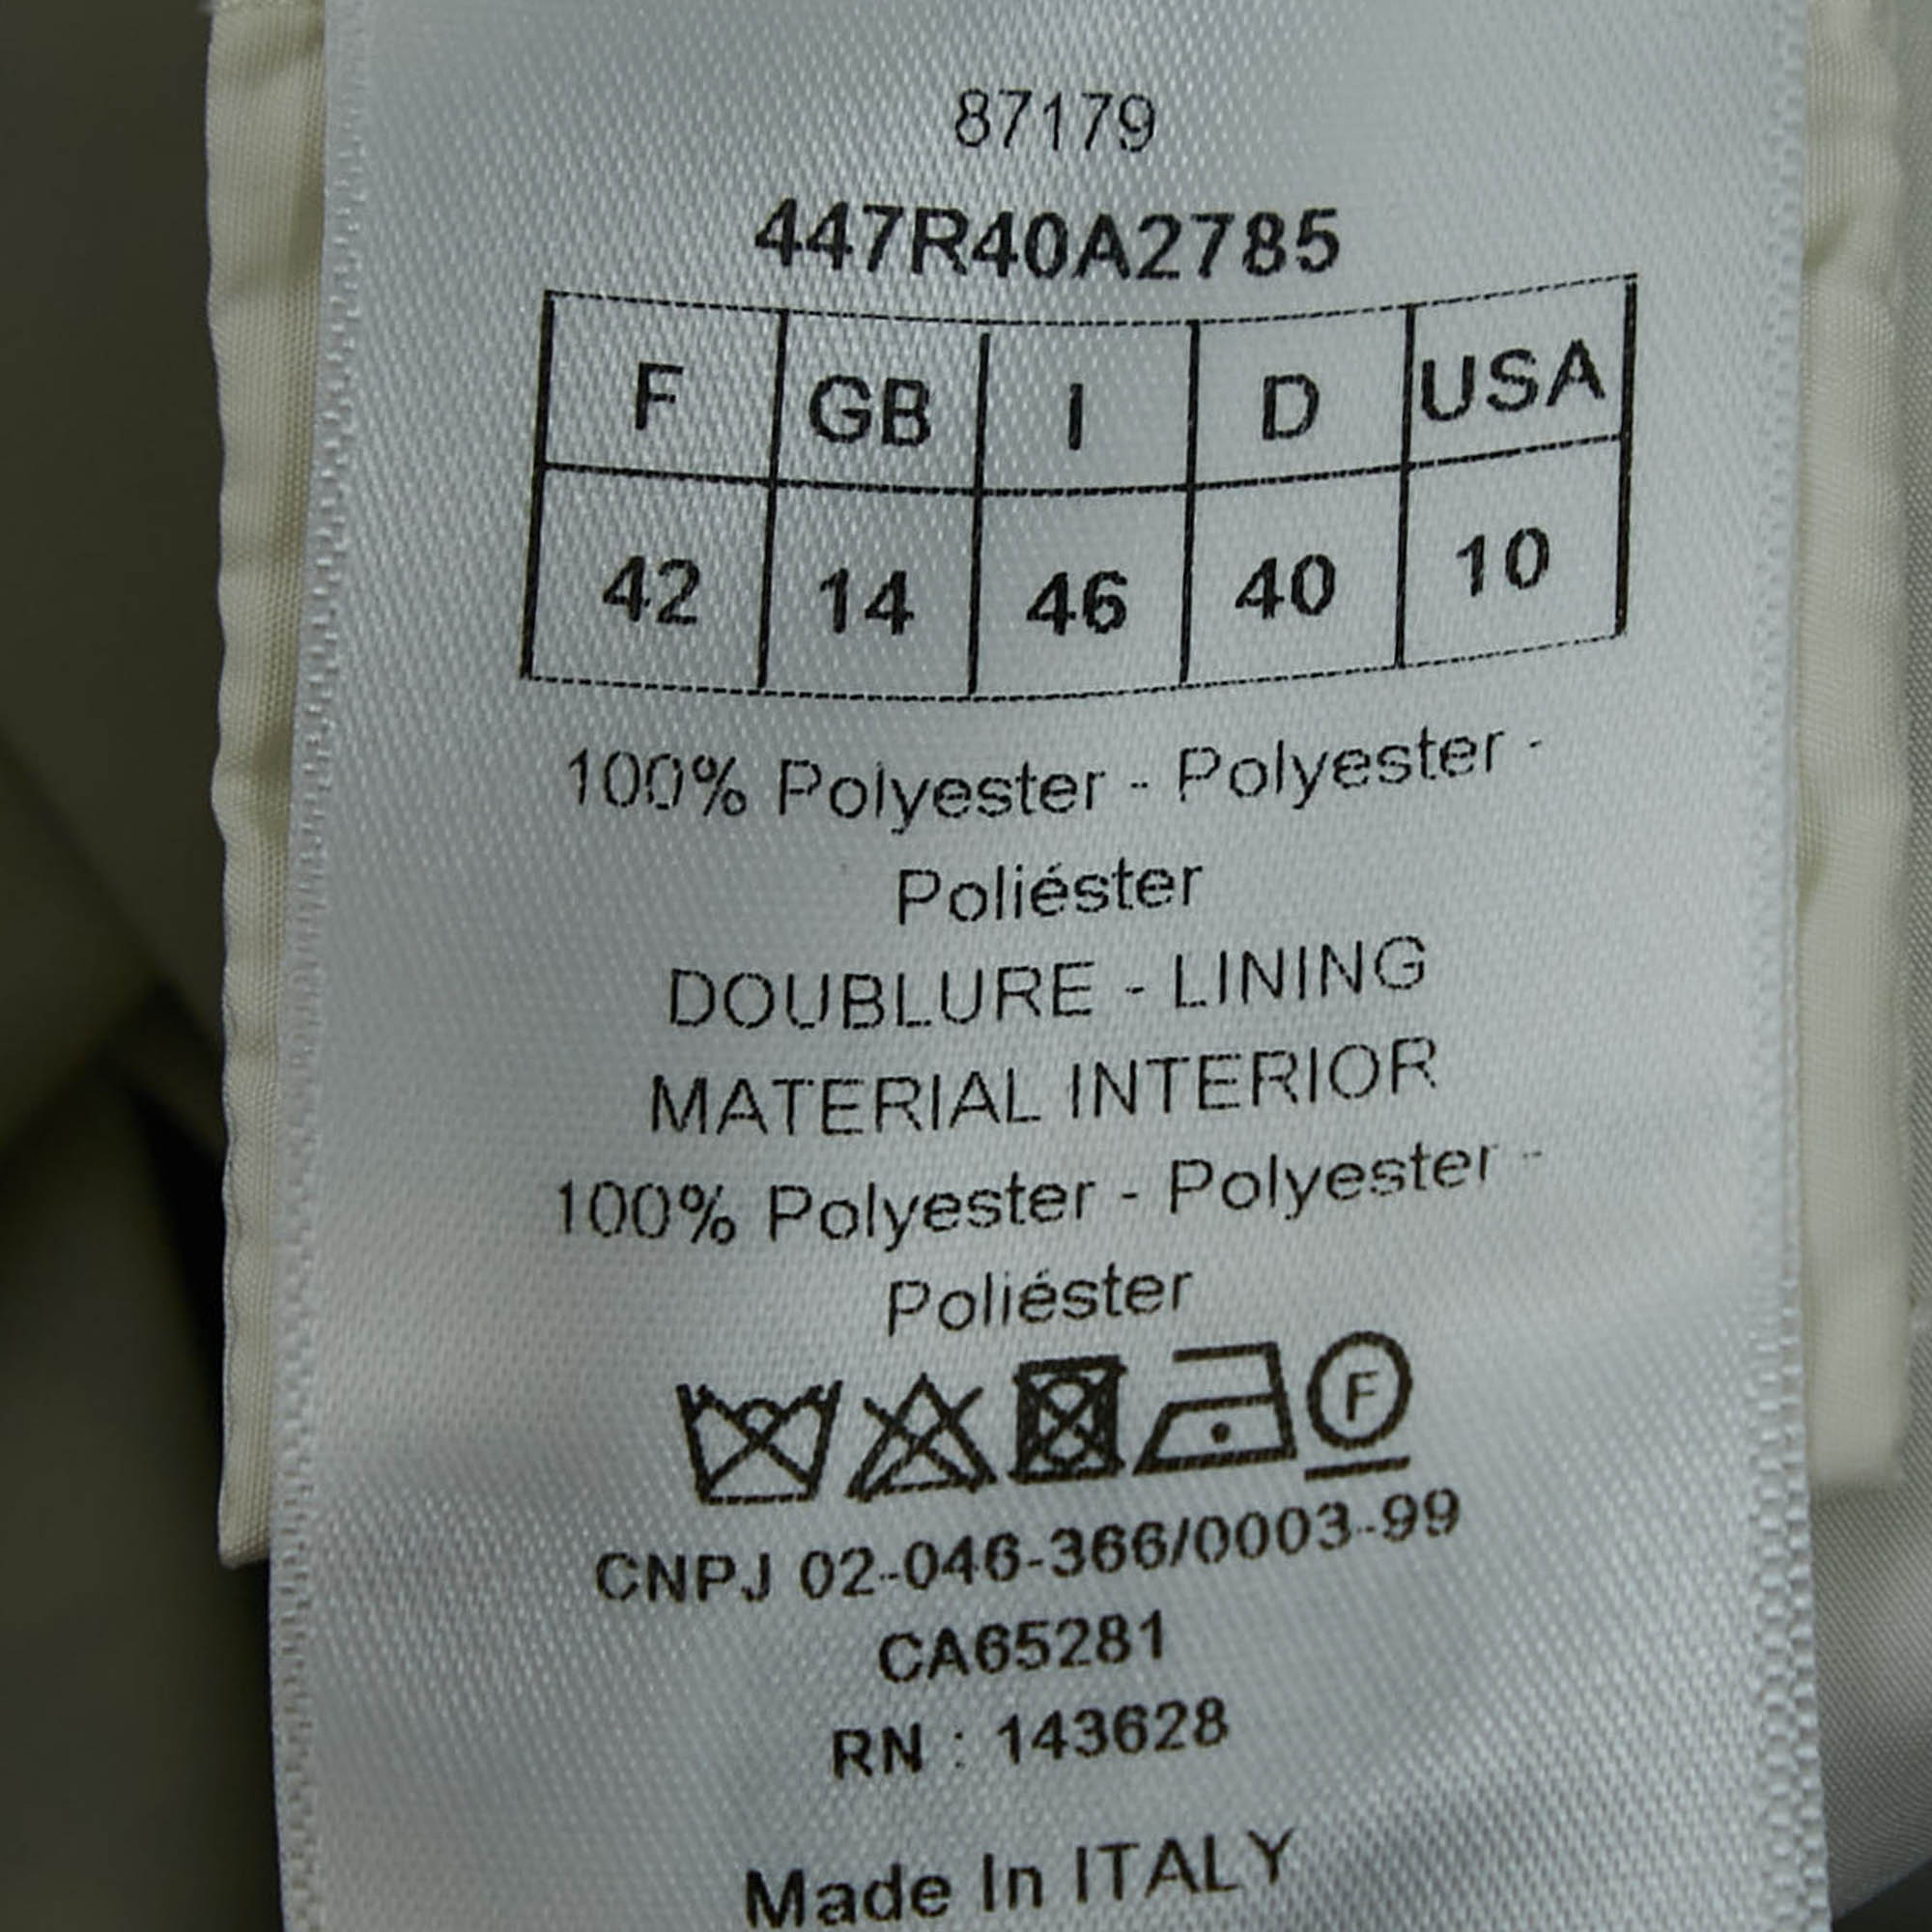 87179
447R40A2785
F GB I D USA
42 14 46 40 10
100% Polyester - Polyester -
Poliéster
DOUBLURE - LINING
MATERIAL INTERIOR
100% Polyester - Polyester -
Poliéster
F
CNPJ 02-046-366/0003-99
CA65281
RN : 143628
Made In ITALY